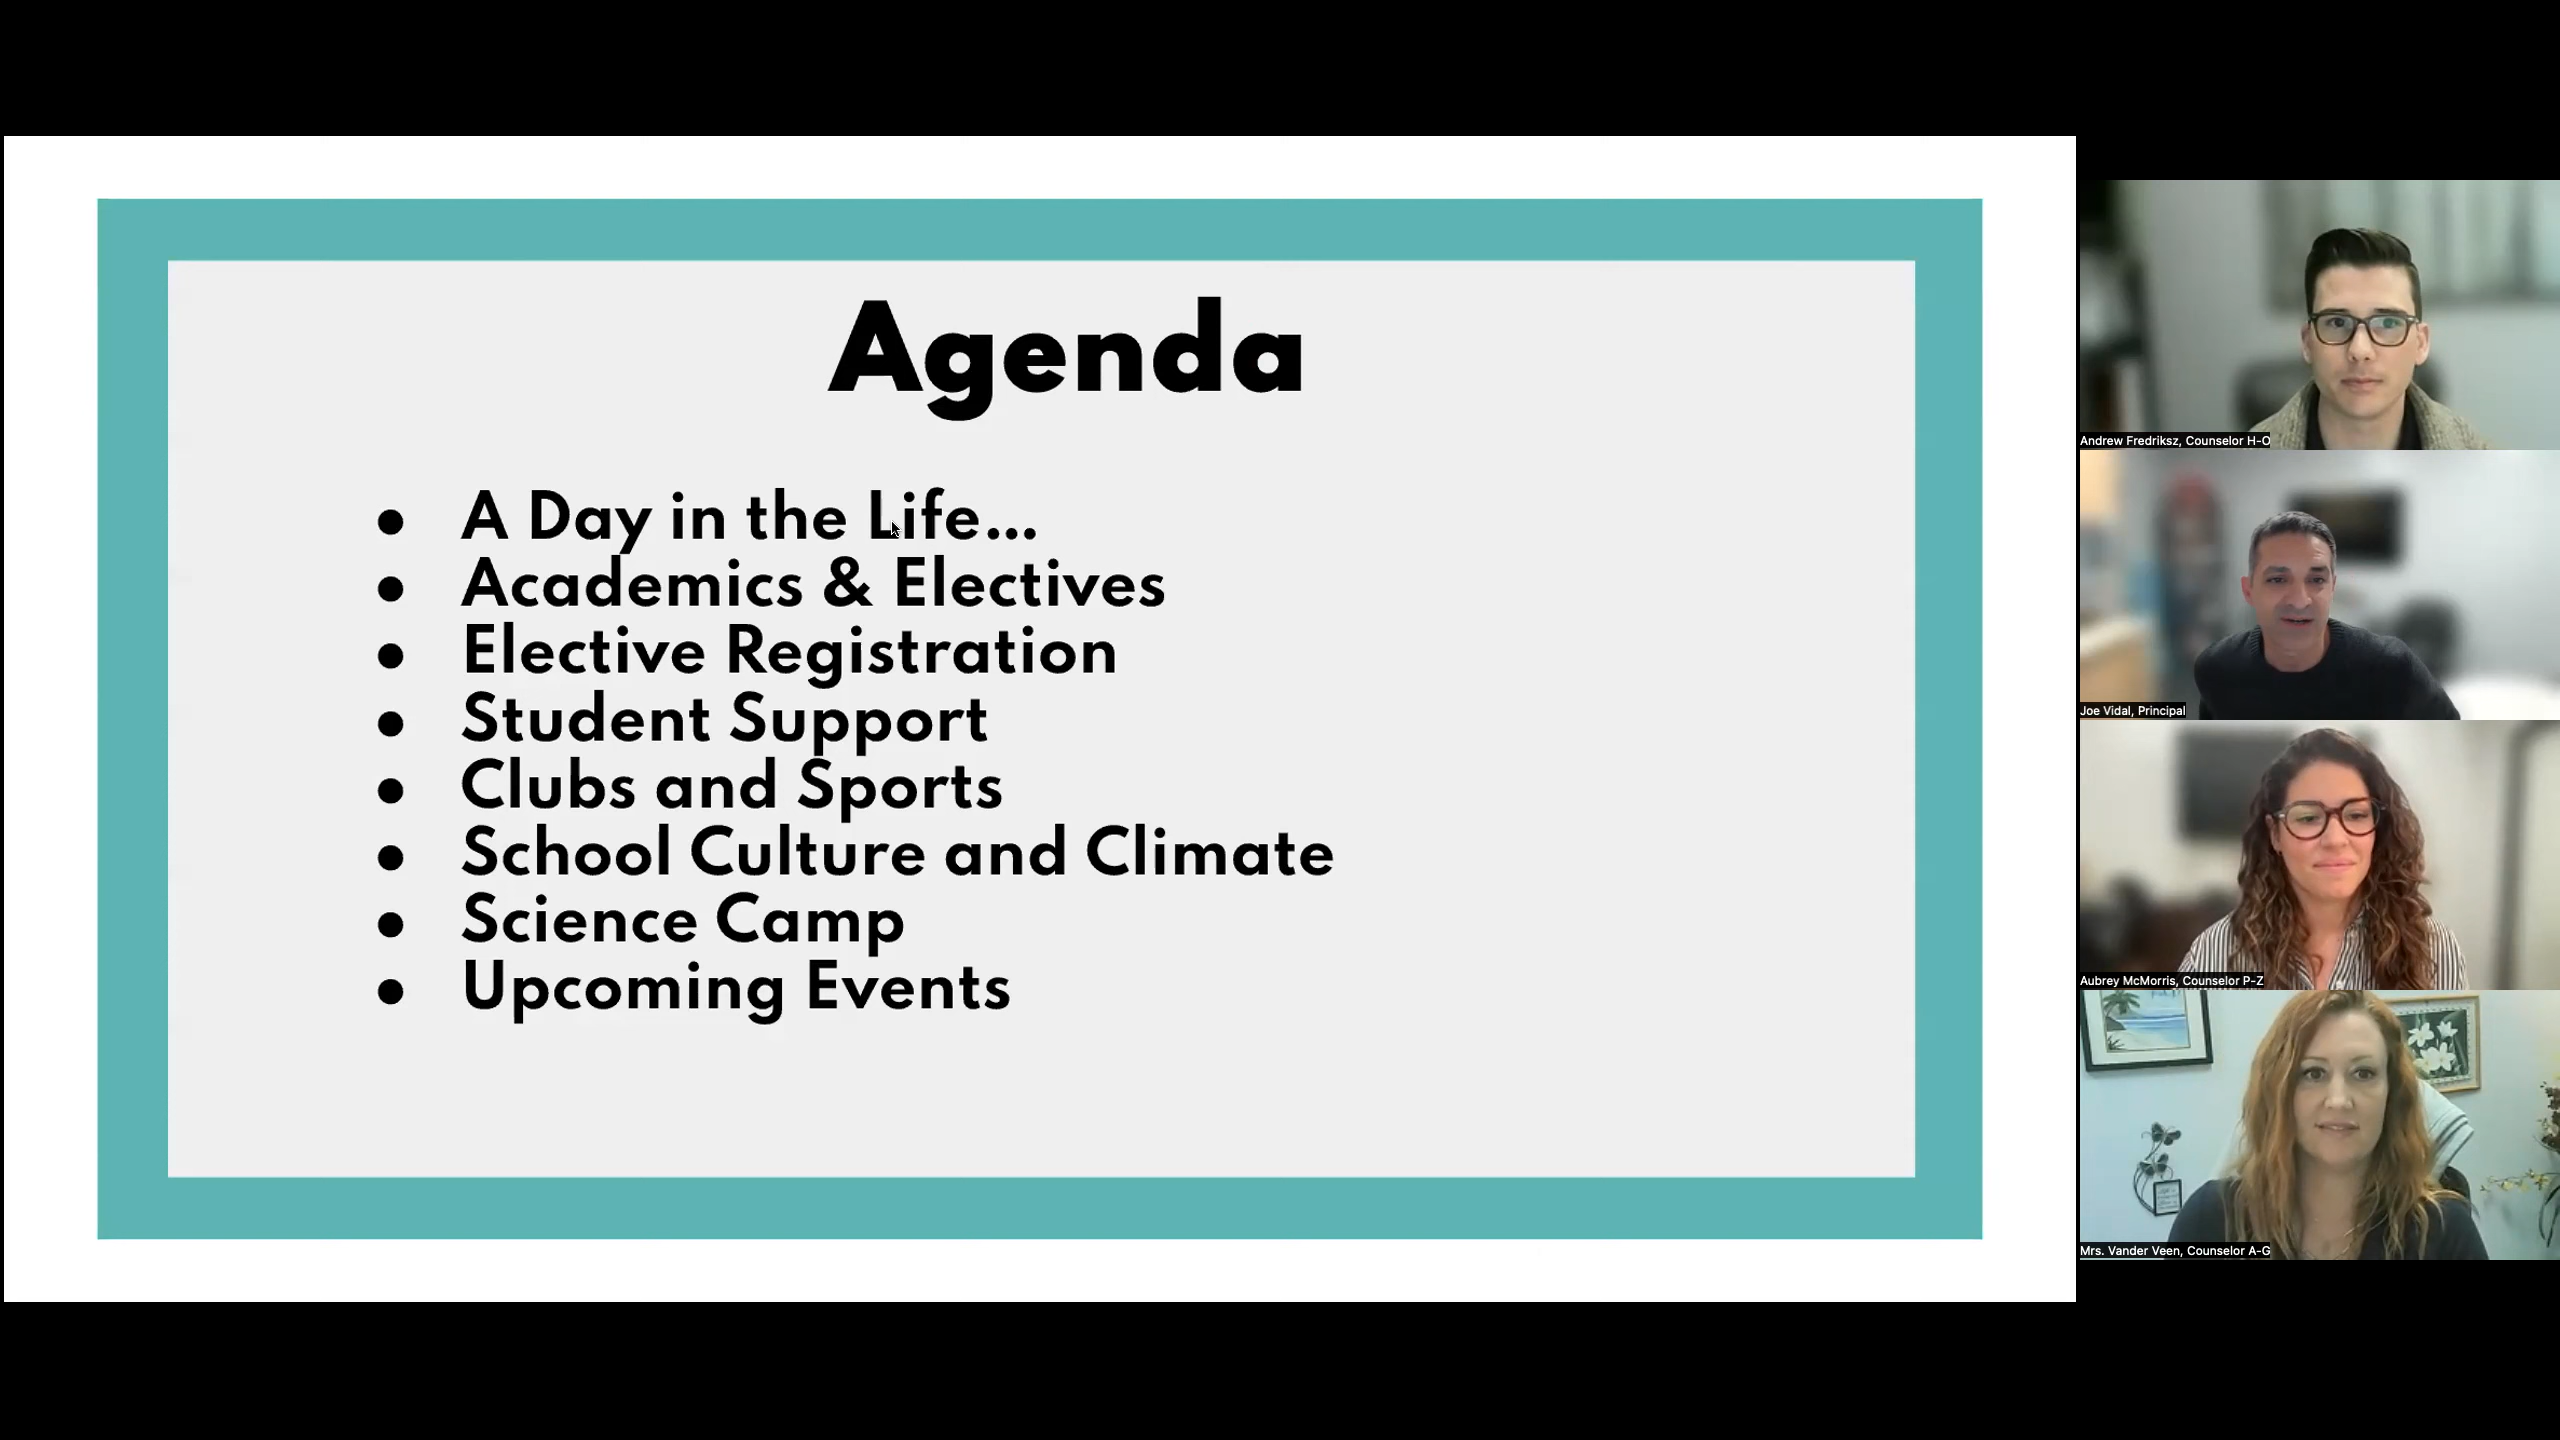 Agenda
● A Day in the Life...
● Academics & Electives
● Elective Registration
● Student Support
● Clubs and Sports
● School Culture and Climate
● Science Camp
● Upcoming Events
Andrew Fredriksz, Counselor H-O
Joe Vidal, Principal
Aubrey McMorris, Counselor P-Z
Mrs. Vander Veen, Counselor A-G